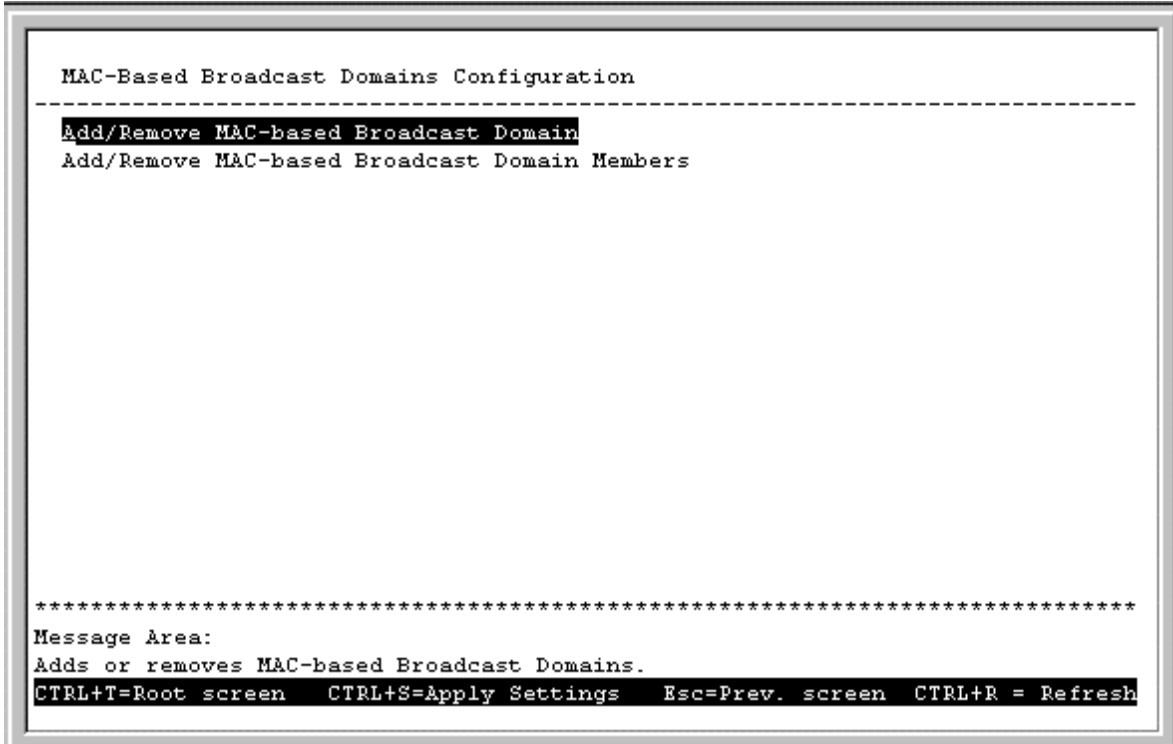 MAC-Based Broadcast Domains Configuration
--------------------------------------------------------------------------------
Add/Remove MAC-based Broadcast Domain
Add/Remove MAC-based Broadcast Domain Members
********************************************************************************
Message Area:
Adds or removes MAC-based Broadcast Domains.
CTRL+T=Root screen   CTRL+S=Apply Settings   Esc=Prev. screen  CTRL+R = Refresh